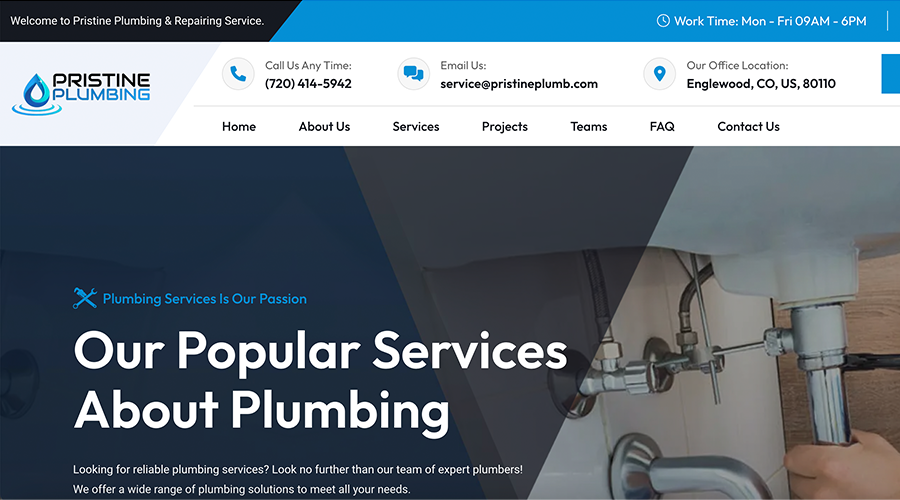 Welcome to Pristine Plumbing & Repairing Service.
Work Time: Mon - Fri 09AM - 6PM
PRISTINE
PLUMBING
Call Us Any Time:
(720) 414-5942
Email Us:
service@pristineplumb.com
Our Office Location:
Englewood, CO, US, 80110
Home About Us Services Projects Teams FAQ Contact Us
Plumbing Services Is Our Passion
Our Popular Services
About Plumbing
Looking for reliable plumbing services? Look no further than our team of expert plumbers!
We offer a wide range of plumbing solutions to meet all your needs.